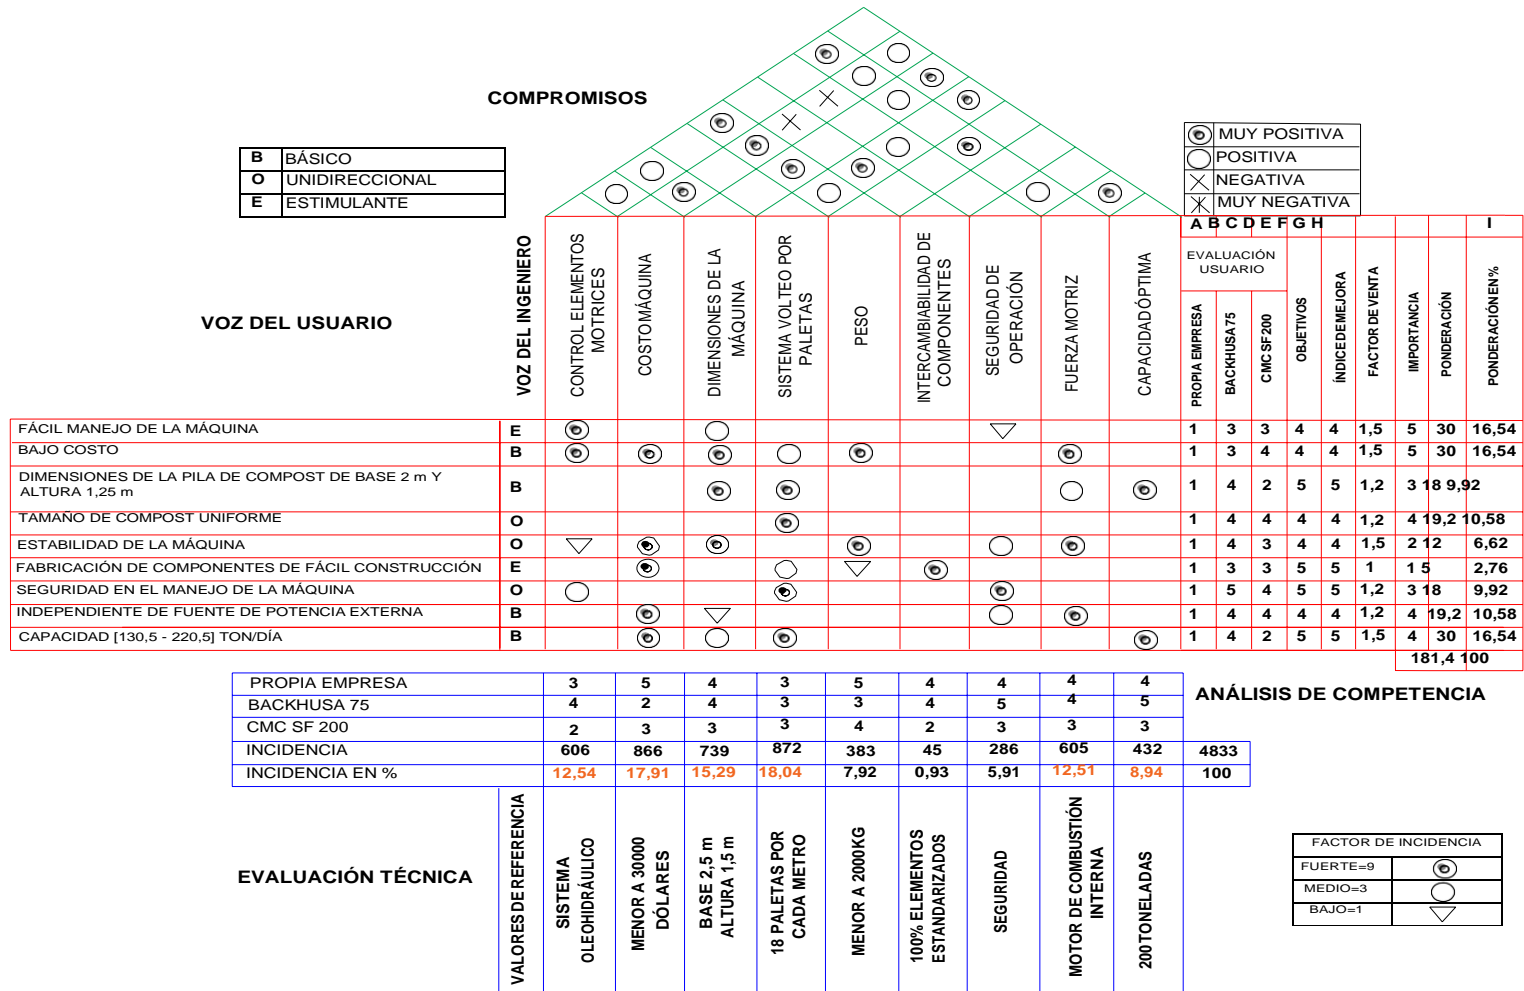 COMPROMISOS
MUY POSITIVA
POSITIVA
NEGATIVA
MUY NEGATIVA
B BÁSICO
O UNIDIRECCIONAL
E ESTIMULANTE
A B C D E F G H I
VOZ DEL USUARIO
VOZ DEL INGENIERO
CONTROL ELEMENTOS
MOTRICES
COSTO MÁQUINA
DIMENSIONES DE LA
MÁQUINA
SISTEMA VOLTEO POR
PALETAS
PESO
INTERCAMBIABILIDAD DE
COMPONENTES
SEGURIDAD DE
OPERACIÓN
FUERZA MOTRIZ
CAPACIDAD ÓPTIMA
EVALUACIÓN
USUARIO
PROPIA EMPRESA
BACKHUSA 75
CMC SF 200
OBJETIVOS
ÍNDICE DE MEJORA
FACTOR DE VENTA
IMPORTANCIA
PONDERACIÓN
PONDERACIÓN EN %
FÁCIL MANEJO DE LA MÁQUINA E 1 3 3 4 4 1,5 5 30 16,54
BAJO COSTO B 1 3 4 4 4 1,5 5 30 16,54
DIMENSIONES DE LA PILA DE COMPOST DE BASE 2 m Y
ALTURA 1,25 m B 1 4 2 5 5 1,2 3 18 9,92
TAMAÑO DE COMPOST UNIFORME O 1 4 4 4 4 1,2 4 19,2 10,58
ESTABILIDAD DE LA MÁQUINA O 1 4 3 4 4 1,5 2 12 6,62
FABRICACIÓN DE COMPONENTES DE FÁCIL CONSTRUCCIÓN E 1 3 3 5 5 1 1 5 2,76
SEGURIDAD EN EL MANEJO DE LA MÁQUINA O 1 5 4 5 5 1,2 3 18 9,92
INDEPENDIENTE DE FUENTE DE POTENCIA EXTERNA B 1 4 4 4 4 1,2 4 19,2 10,58
CAPACIDAD [130,5 - 220,5] TON/DÍA B 1 4 2 5 5 1,5 4 30 16,54
181,4 100
PROPIA EMPRESA 3 5 4 3 5 4 4 4 4
ANÁLISIS DE COMPETENCIA
BACKHUSA 75 4 2 4 3 3 4 5 4 5
CMC SF 200 2 3 3 3 4 2 3 3 3
INCIDENCIA 606 866 739 872 383 45 286 605 432 4833
INCIDENCIA EN % 12,54 17,91 15,29 18,04 7,92 0,93 5,91 12,51 8,94 100
EVALUACIÓN TÉCNICA
VALORES DE REFERENCIA
SISTEMA
OLEOHIDRÁULICO
MENOR A 30000
DÓLARES
BASE 2,5 m
ALTURA 1,5 m
18 PALETAS POR
CADA METRO
MENOR A 2000KG
100% ELEMENTOS
ESTANDARIZADOS
SEGURIDAD
MOTOR DE COMBUSTIÓN
INTERNA
200 TONELADAS
FACTOR DE INCIDENCIA
FUERTE=9
MEDIO=3
BAJO=1